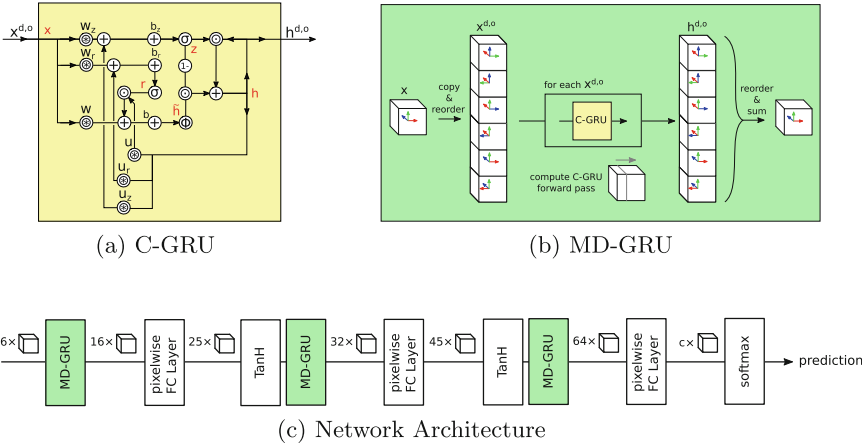 x^{d,o} x w_z b_z σ z h^{d,o}
w_r b_r
1-
r σ h
w b h̃ ϕ
u
u_r
u_z
(a) C-GRU
x^{d,o} h^{d,o}
x
copy
&
reorder
for each x^{d,o}
C-GRU
compute C-GRU
forward pass
reorder
&
sum
(b) MD-GRU
6×
MD-GRU
16×
pixelwise
FC Layer
25×
TanH
MD-GRU
32×
pixelwise
FC Layer
45×
TanH
MD-GRU
64×
pixelwise
FC Layer
c×
softmax
prediction
(c) Network Architecture